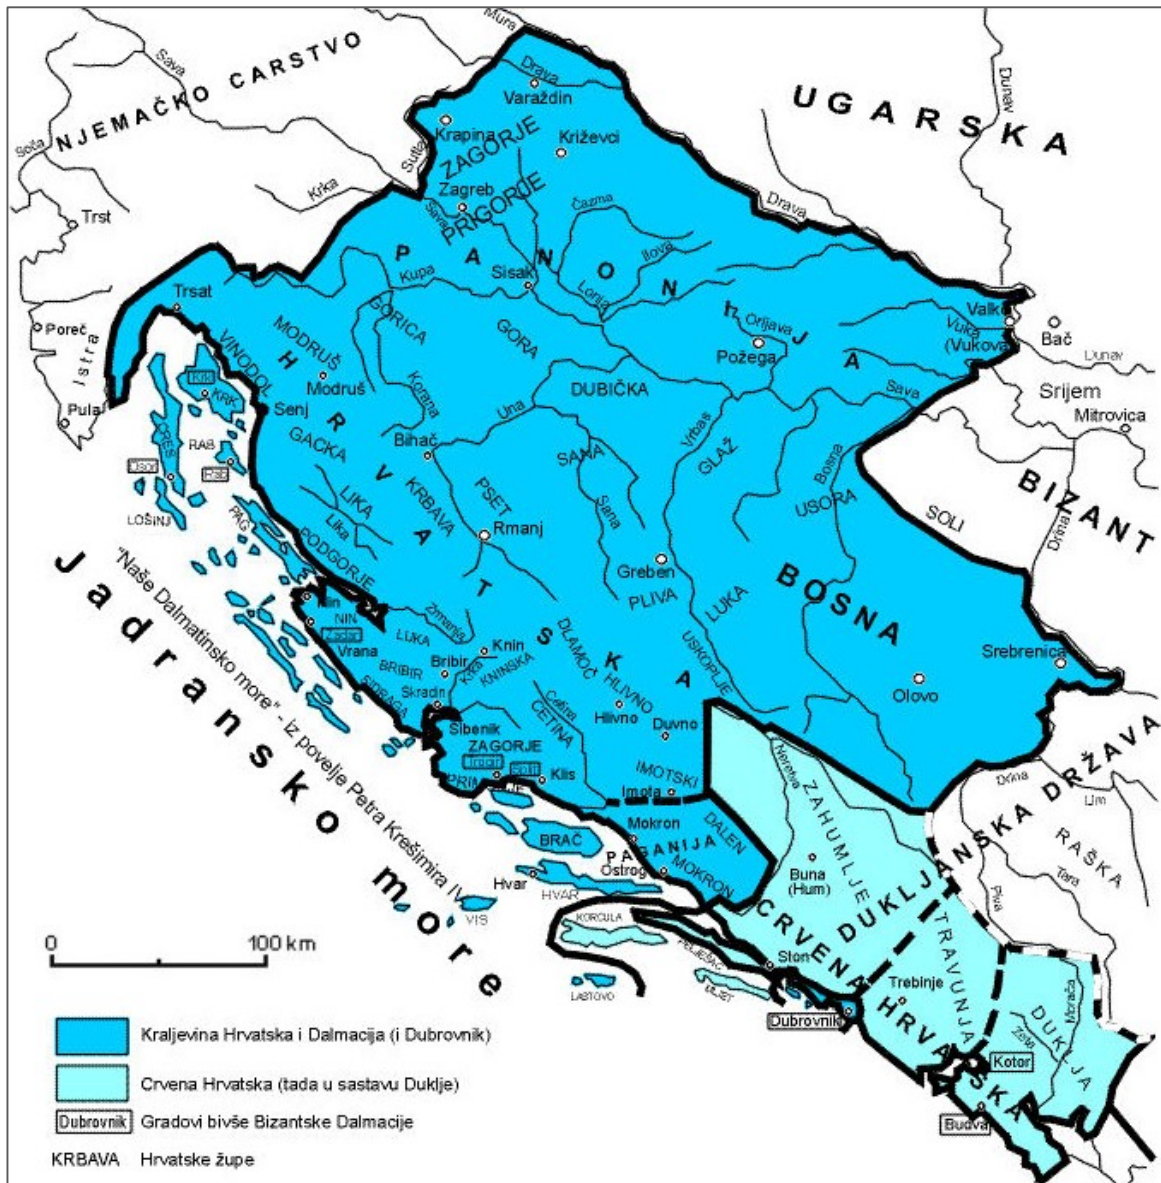 NJEMAČKO CARSTVO
UGARSKA
Mura
Sava
Drava
Varaždin
Dunav
Soča
Krapina
ZAGORJE
Križevci
Sutla
Krka
Zagreb
PRIGORJE
Sava
Čazma
Drava
Trst
PANONIJA
Ilova
Kupa
Sisak
Lonja
Trsat
GORICA
GORA
Orljava
Valko
Vuka
(Vukova)
Bač
Poreč
Istra
VINODOL
MODRUŠ
Modruš
Požega
Dunav
Krk
KRK
HRVATSKA
Korana
DUBIČKA
Sava
Srijem
Mitrovica
Pula
Senj
Una
CRES
RAB
GACKA
Bihać
Vrbas
GLAŽ
Bosna
Osor
Rab
SANA
USORA
BIZANT
LOŠINJ
LIKA
Lika
KRBAVA
PSET
Sana
SOLI
Drina
PAG
PODGORJE
Rmanj
Greben
BOSNA
Jadransko more
"Naše Dalmatinsko more" - iz povelje Petra Krešimira IV
PLIVA
LUKA
Nin
NIN
Zadar
Vrana
LUKA
Zrmanja
Knin
DLAMOČ
USKOPLJE
Srebrenica
BRIBIR
Bribir
Krka
KNINSKA
HLIVNO
Olovo
SIDRAGA
Skradin
Cetina
CETINA
Hlivno
Duvno
Šibenik
ZAGORJE
Trogir
Split
Klis
IMOTSKI
Imota
PRIMORJE
Neretva
ZAHUMLJE
Drina
Lim
DUKLJANSKA DRŽAVA
RAŠKA
BRAČ
Mokron
DALEN
PAGANIJA
Ostrog
MOKRON
Buna
(Hum)
Tara
Piva
Hvar
HVAR
VIS
KORČULA
CRVENA HRVATSKA
TRAVUNJA
PELJEŠAC
Ston
Trebinje
LASTOVO
MLJET
Dubrovnik
Morača
Zeta
DUKLJA
Kotor
Budva
0 100 km
Kraljevina Hrvatska i Dalmacija (i Dubrovnik)
Crvena Hrvatska (tada u sastavu Duklje)
Dubrovnik Gradovi bivše Bizantske Dalmacije
KRBAVA Hrvatske župe